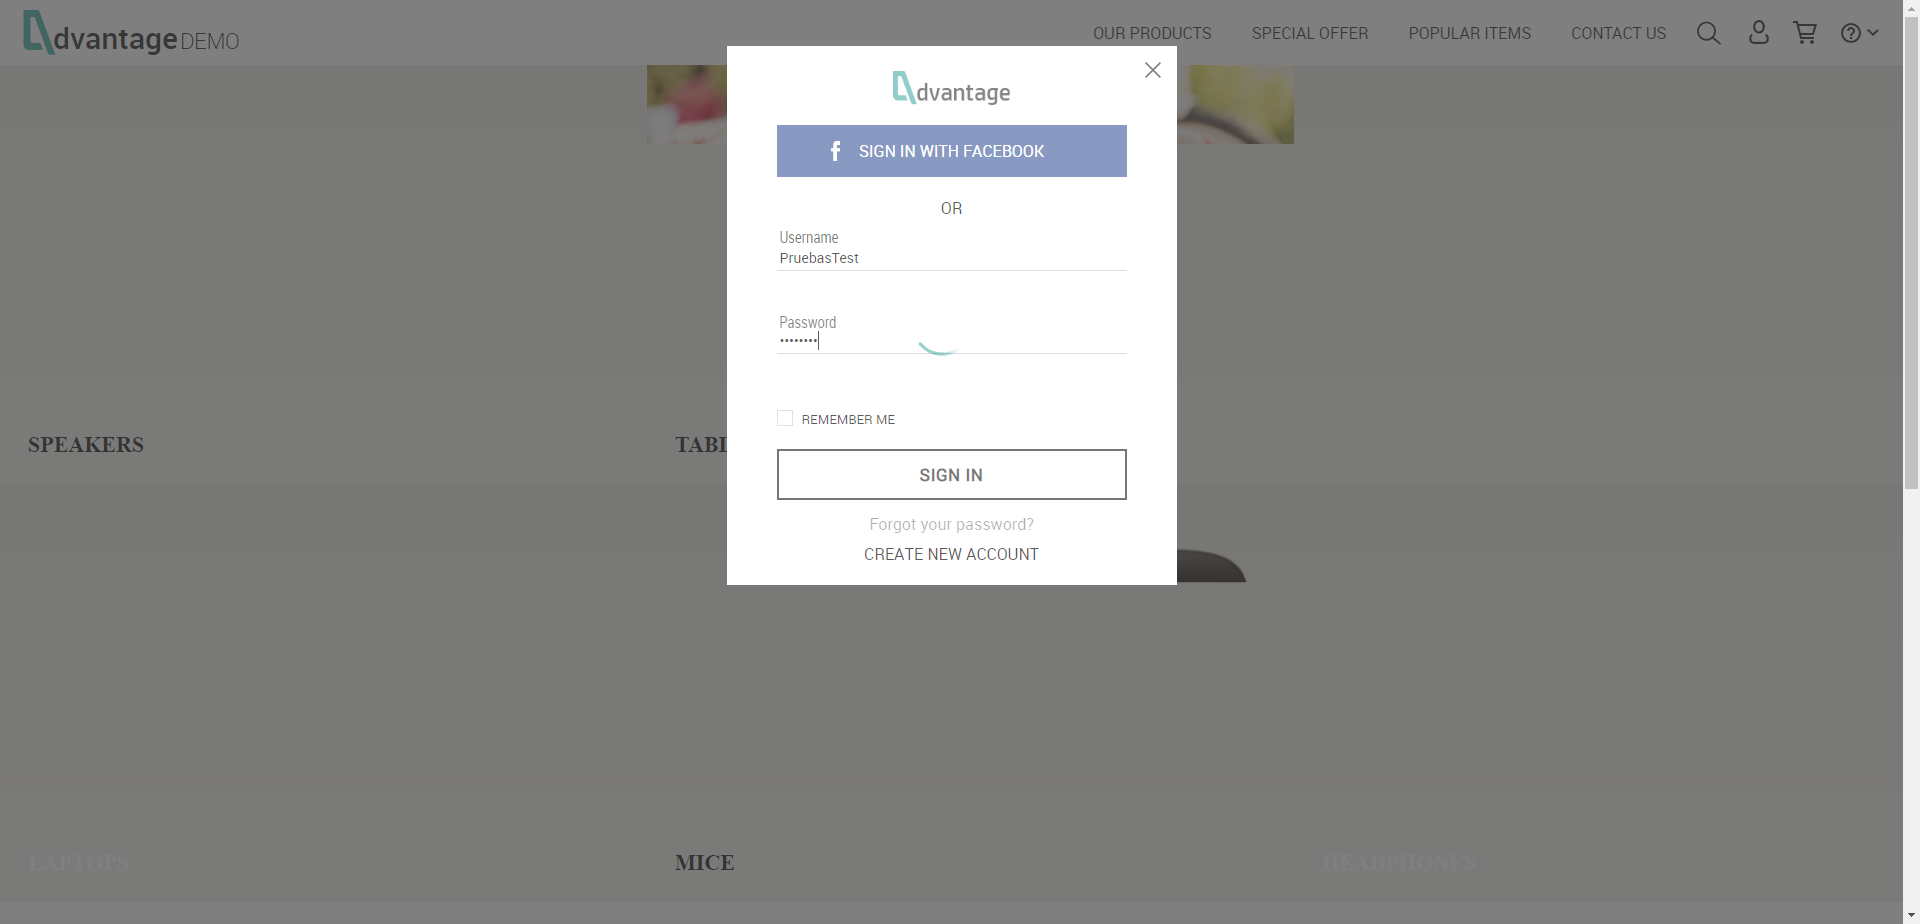 dvantage DEMO
OUR PRODUCTS SPECIAL OFFER POPULAR ITEMS CONTACT US
dvantage
SIGN IN WITH FACEBOOK
OR
Username
PruebasTest
Password
••••••••
REMEMBER ME
SIGN IN
Forgot your password?
CREATE NEW ACCOUNT
SPEAKERS
TABL
LAPTOPS
MICE
HEADPHONES